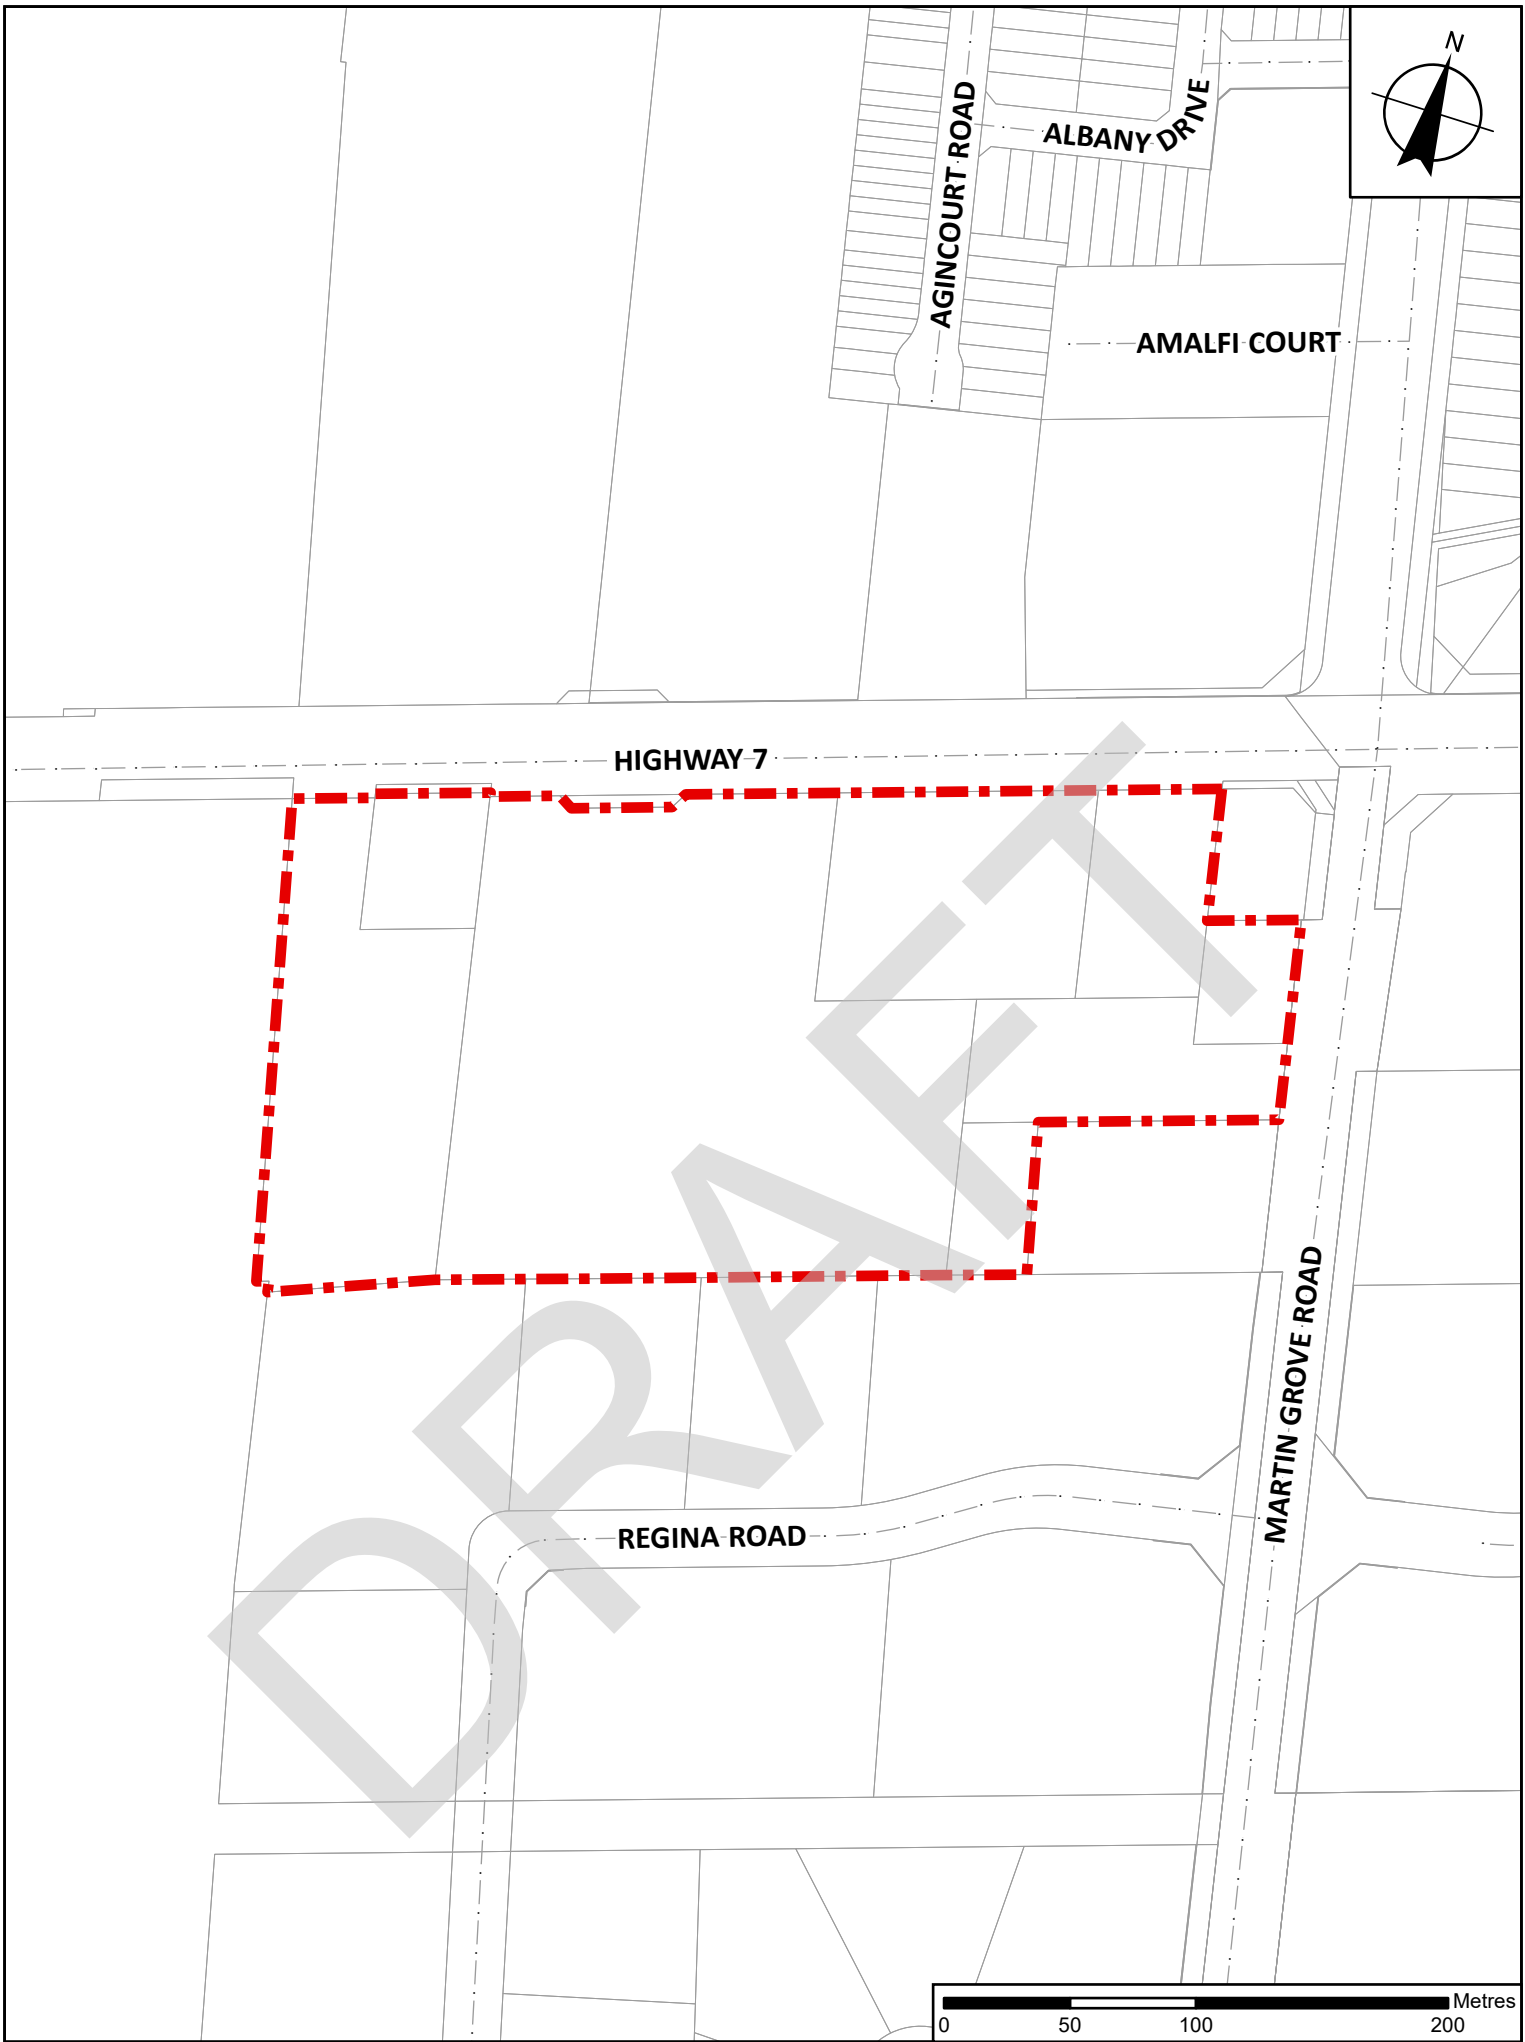 N
ALBANY DRIVE
AGINCOURT ROAD
AMALFI COURT
HIGHWAY 7
DRAFT
MARTIN GROVE ROAD
REGINA ROAD
Metres
0 50 100 200